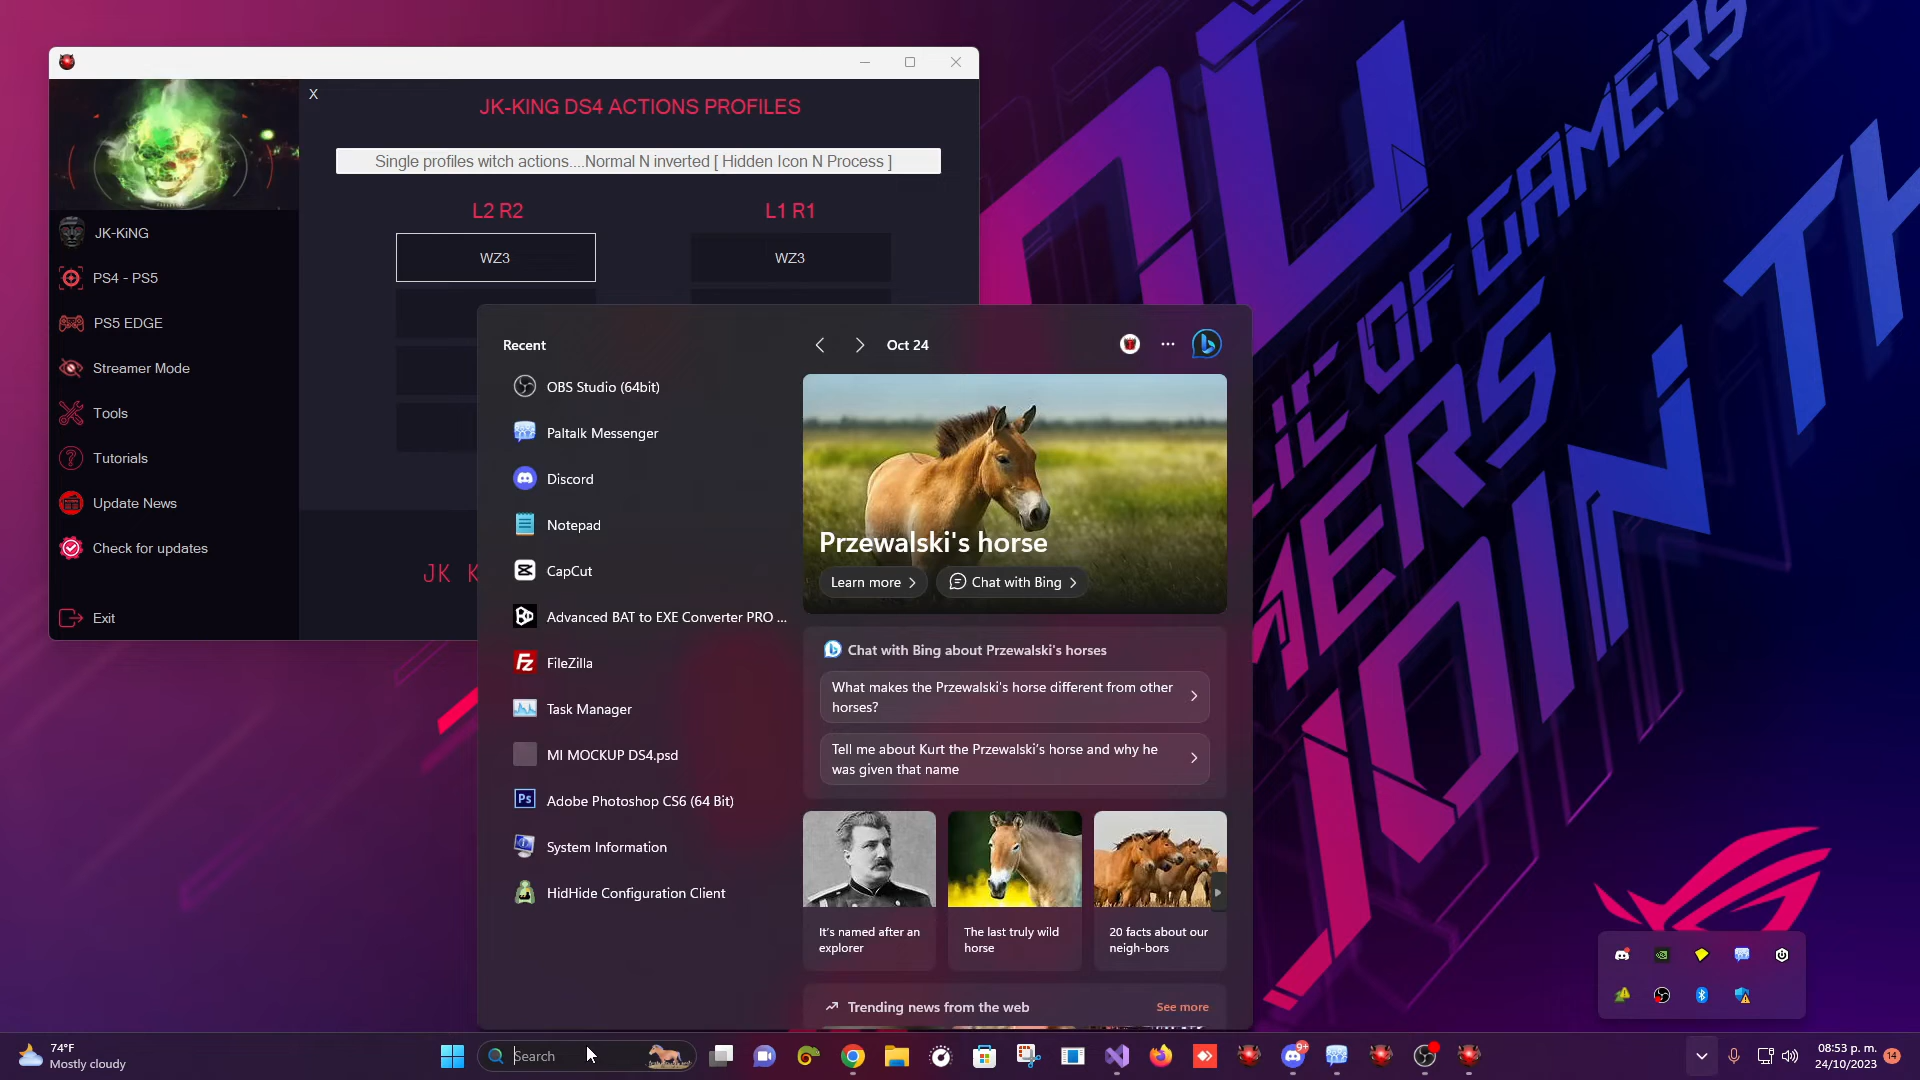 X
JK-KING DS4 ACTIONS PROFILES
Single profiles witch actions....Normal N inverted [ Hidden Icon N Process ]
L2 R2
L1 R1
WZ3
WZ3
JK-KiNG
PS4 - PS5
PS5 EDGE
Streamer Mode
Tools
Tutorials
Update News
Check for updates
Exit
JK
Recent
OBS Studio (64bit)
Paltalk Messenger
Discord
Notepad
CapCut
Advanced BAT to EXE Converter PRO ...
FileZilla
Task Manager
MI MOCKUP DS4.psd
Ps
Adobe Photoshop CS6 (64 Bit)
System Information
HidHide Configuration Client
Oct 24
Przewalski's horse
Learn more
Chat with Bing
Chat with Bing about Przewalski's horses
What makes the Przewalski's horse different from other
horses?
Tell me about Kurt the Przewalski's horse and why he
was given that name
It's named after an
explorer
The last truly wild
horse
20 facts about our
neigh-bors
Trending news from the web
See more
OF GAMERS
JOIN TH
74°F
Mostly cloudy
Search
9+
08:53 p. m.
24/10/2023
14